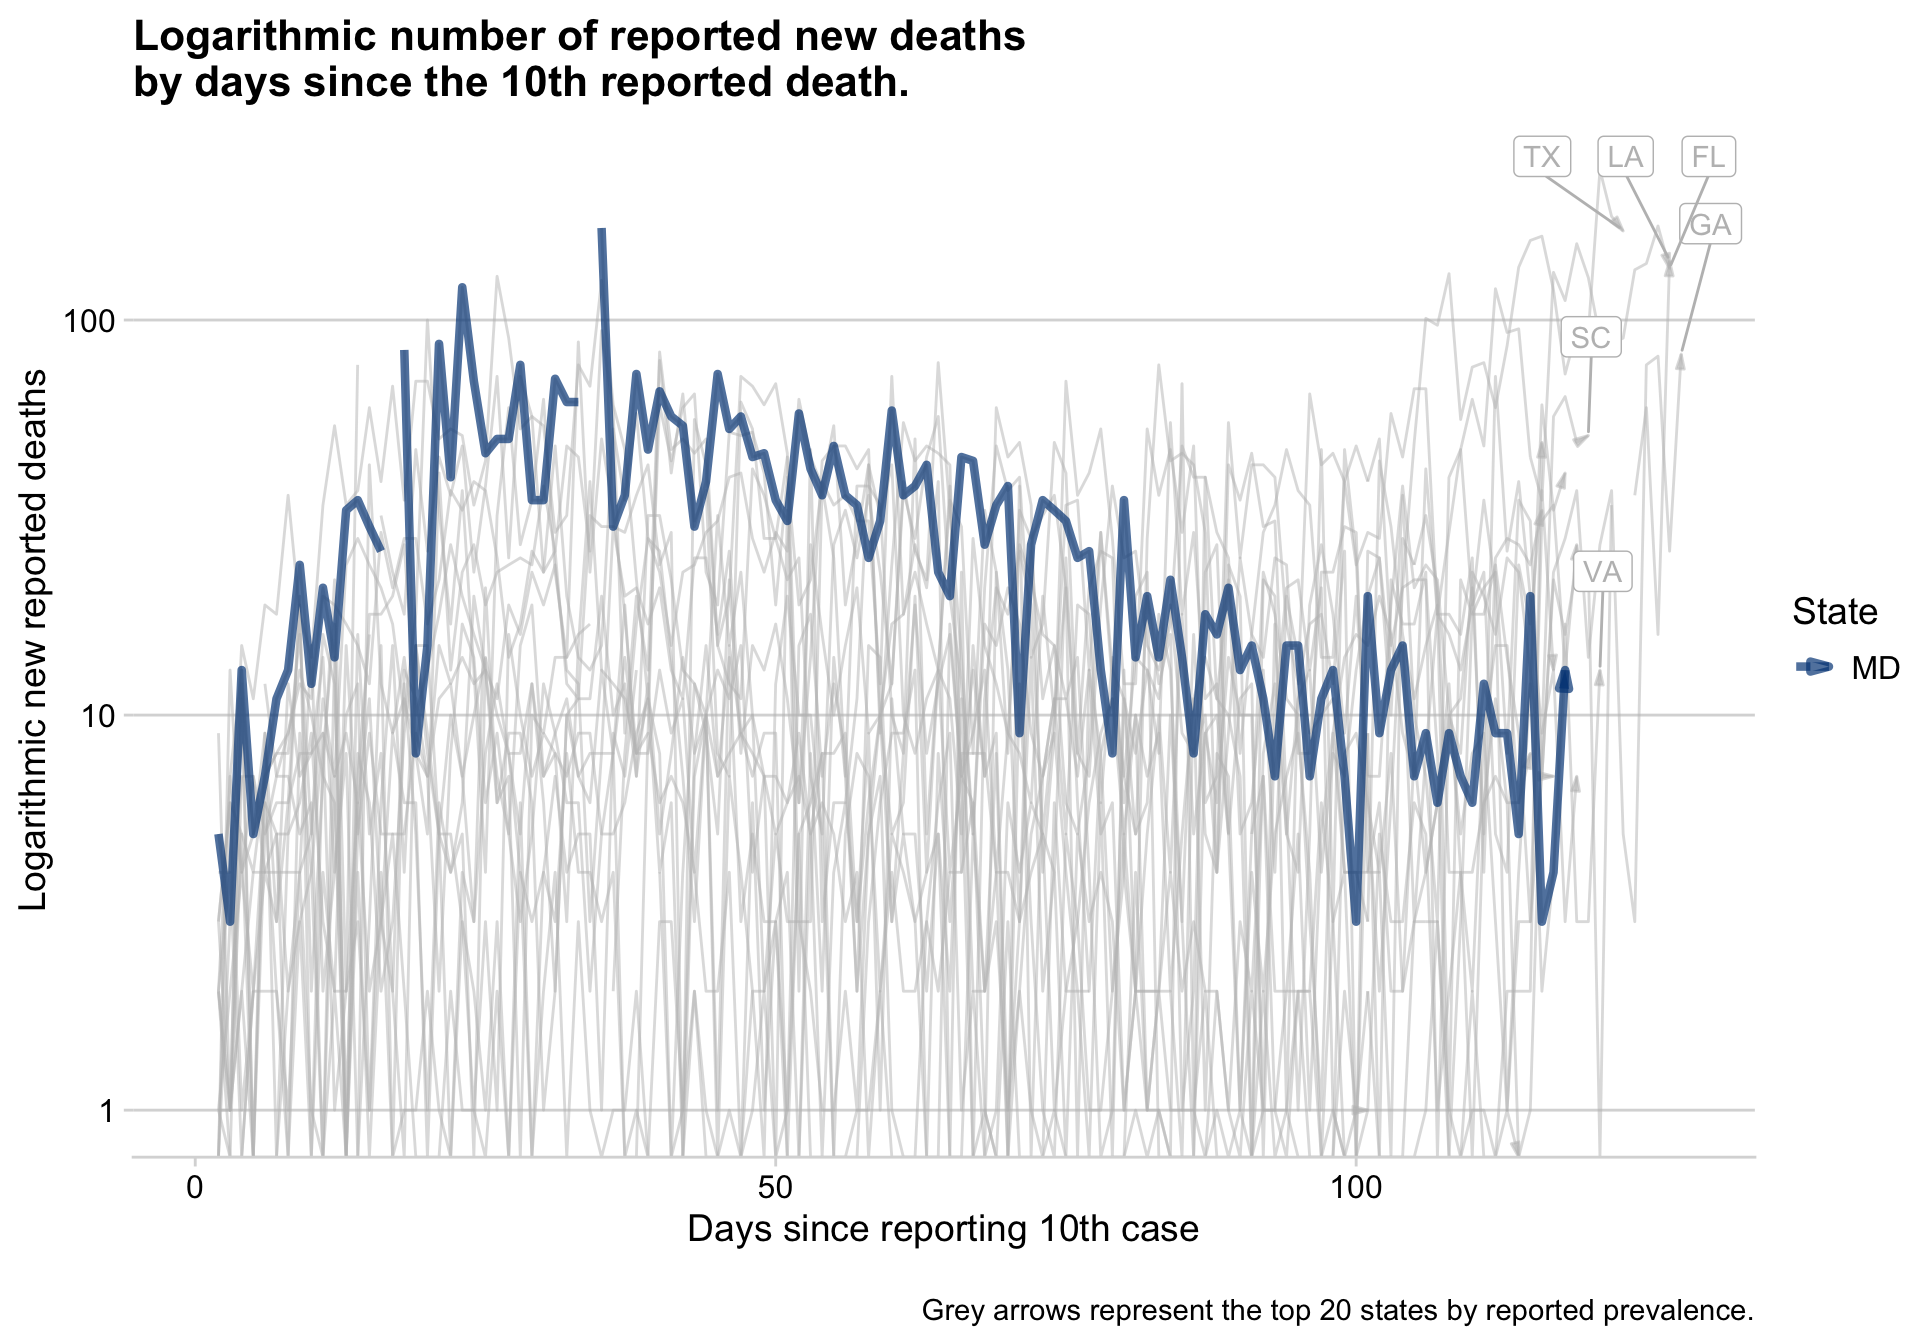 Logarithmic number of reported new deaths
by days since the 10th reported death.
TX
LA
FL
GA
100
SC
Logarithmic new reported deaths
VA
State
MD
10
1
0
50
100
Days since reporting 10th case
Grey arrows represent the top 20 states by reported prevalence.